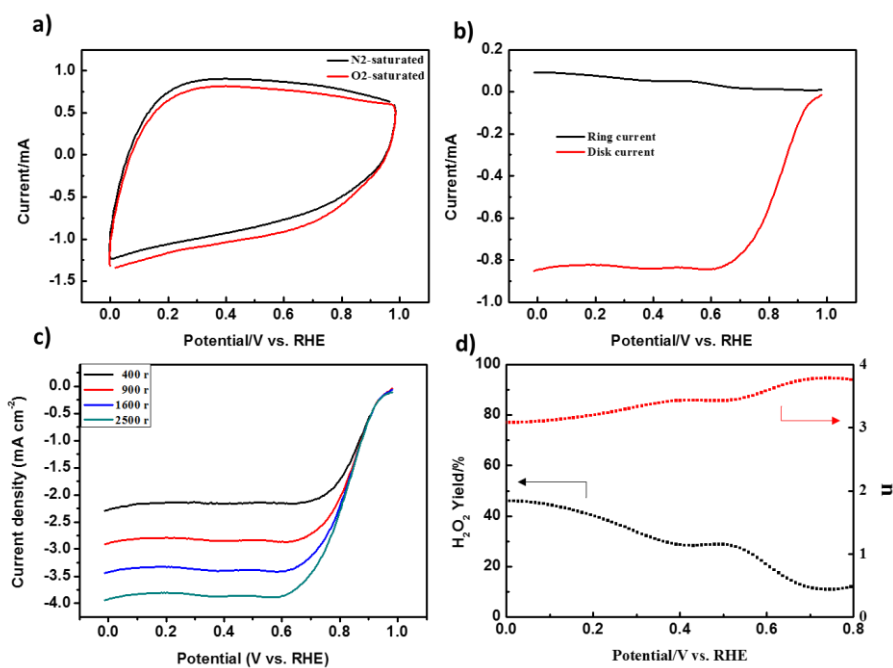 a)
N2-saturated
O2-saturated
1.0
0.5
0.0
-0.5
-1.0
-1.5
Current/mA
0.0 0.2 0.4 0.6 0.8 1.0
Potential/V vs. RHE
b)
0.2
0.0
-0.2
-0.4
-0.6
-0.8
-1.0
Current/mA
Ring current
Disk current
0.0 0.2 0.4 0.6 0.8 1.0
Potential/V vs. RHE
c)
400 r
900 r
1600 r
2500 r
0.0
-0.5
-1.0
-1.5
-2.0
-2.5
-3.0
-3.5
-4.0
Current density (mA cm-2)
0.0 0.2 0.4 0.6 0.8 1.0
Potential (V vs. RHE)
d)
100
80
60
40
20
0
H2O2 Yield/%
4
3
2
1
0
n
0.0 0.2 0.4 0.6 0.8
Potential/V vs. RHE